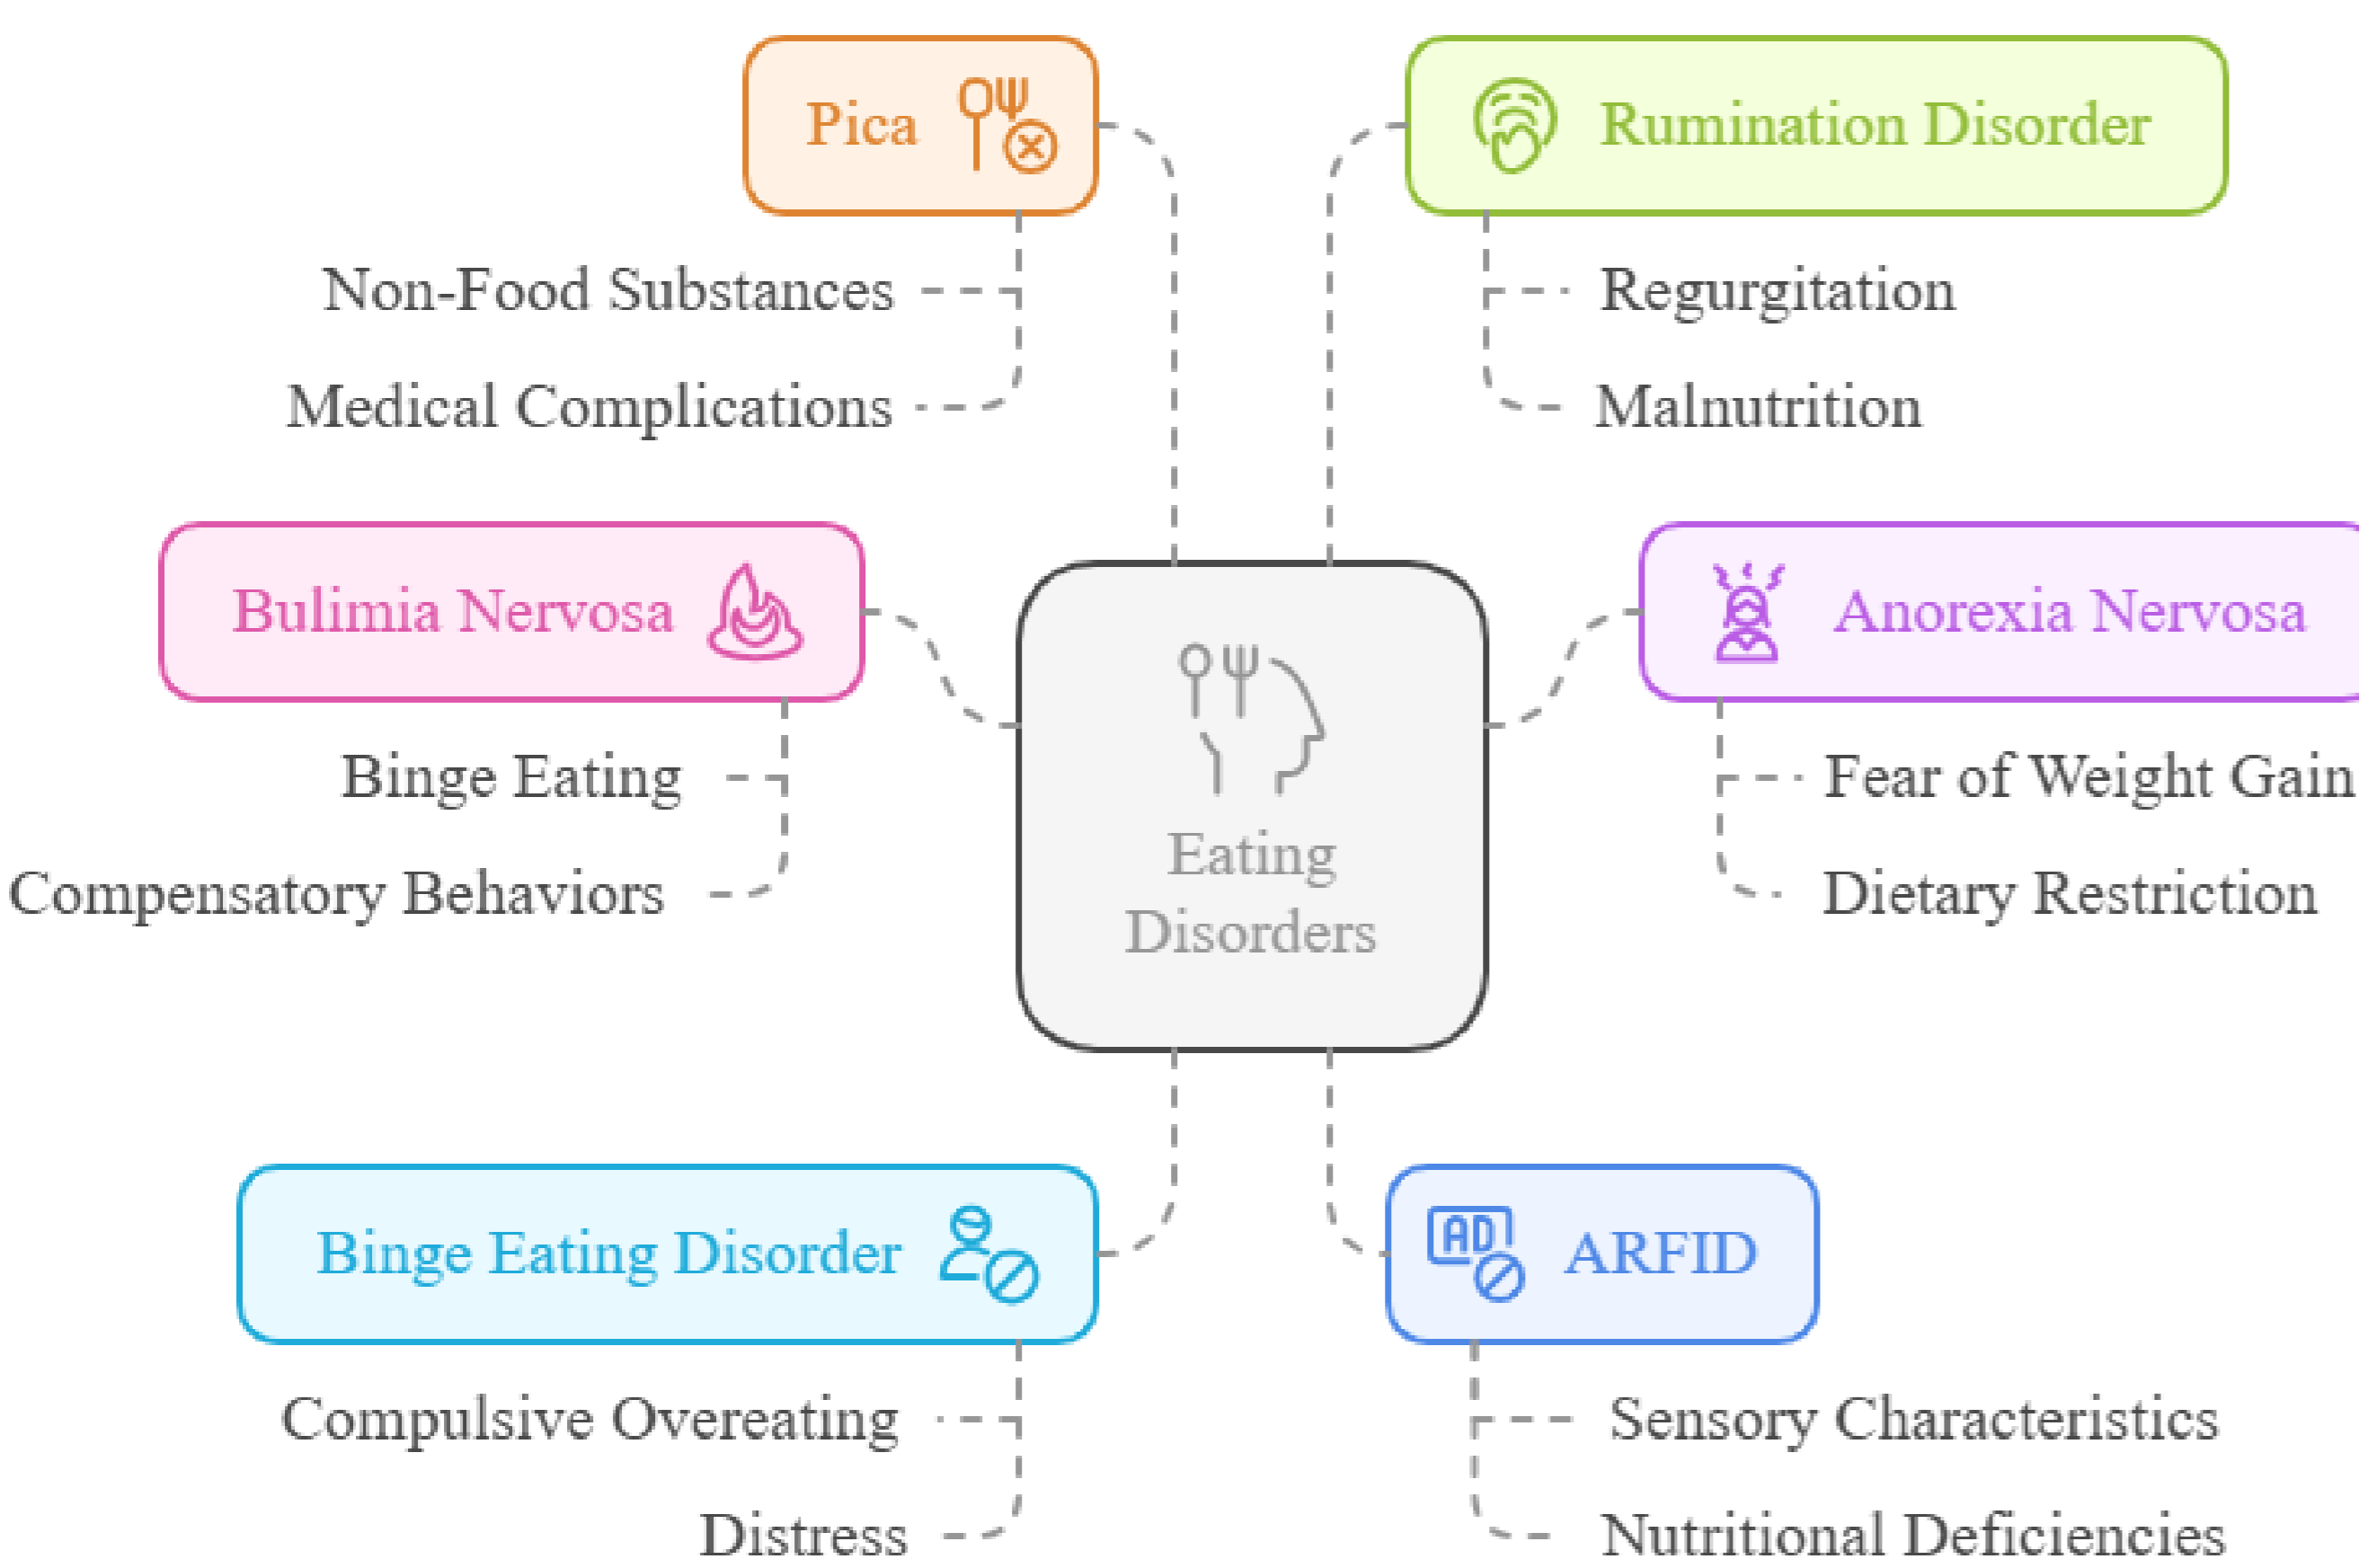 Pica
Non-Food Substances
Medical Complications
Rumination Disorder
Regurgitation
Malnutrition
Bulimia Nervosa
Binge Eating
Compensatory Behaviors
Eating
Disorders
Anorexia Nervosa
Fear of Weight Gain
Dietary Restriction
Binge Eating Disorder
Compulsive Overeating
Distress
AD
ARFID
Sensory Characteristics
Nutritional Deficiencies